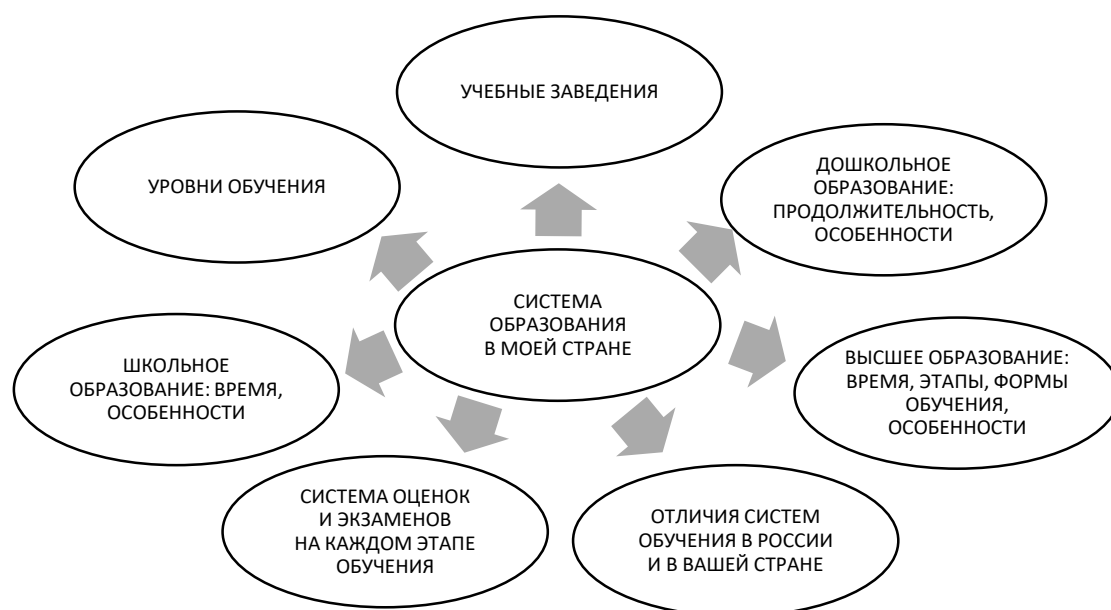 УЧЕБНЫЕ ЗАВЕДЕНИЯ
УРОВНИ ОБУЧЕНИЯ
ДОШКОЛЬНОЕ
ОБРАЗОВАНИЕ:
ПРОДОЛЖИТЕЛЬНОСТЬ,
ОСОБЕННОСТИ
СИСТЕМА
ОБРАЗОВАНИЯ
В МОЕЙ СТРАНЕ
ШКОЛЬНОЕ
ОБРАЗОВАНИЕ: ВРЕМЯ,
ОСОБЕННОСТИ
ВЫСШЕЕ ОБРАЗОВАНИЕ:
ВРЕМЯ, ЭТАПЫ, ФОРМЫ
ОБУЧЕНИЯ,
ОСОБЕННОСТИ
СИСТЕМА ОЦЕНОК
И ЭКЗАМЕНОВ
НА КАЖДОМ ЭТАПЕ
ОБУЧЕНИЯ
ОТЛИЧИЯ СИСТЕМ
ОБУЧЕНИЯ В РОССИИ
И В ВАШЕЙ СТРАНЕ